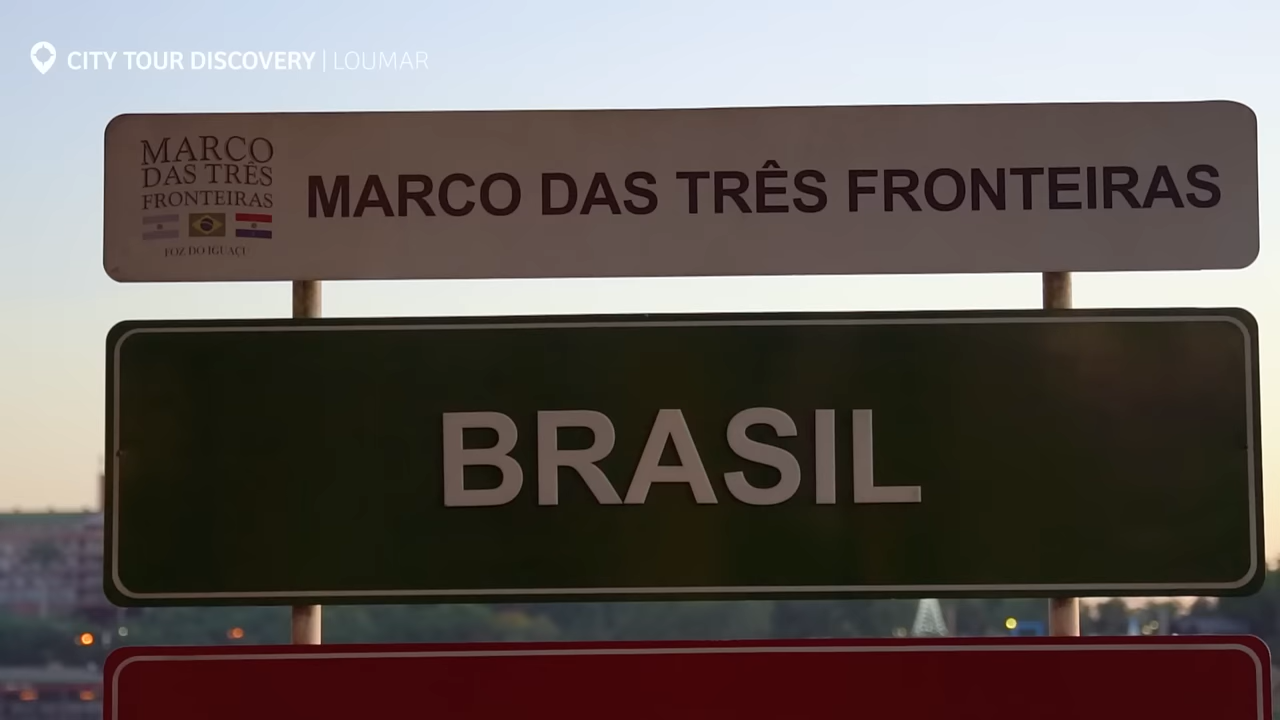 CITY TOUR DISCOVERY | LOUMAR
MARCO
DAS TRÊS
FRONTEIRAS
FOZ DO IGUAÇU
MARCO DAS TRÊS FRONTEIRAS
BRASIL